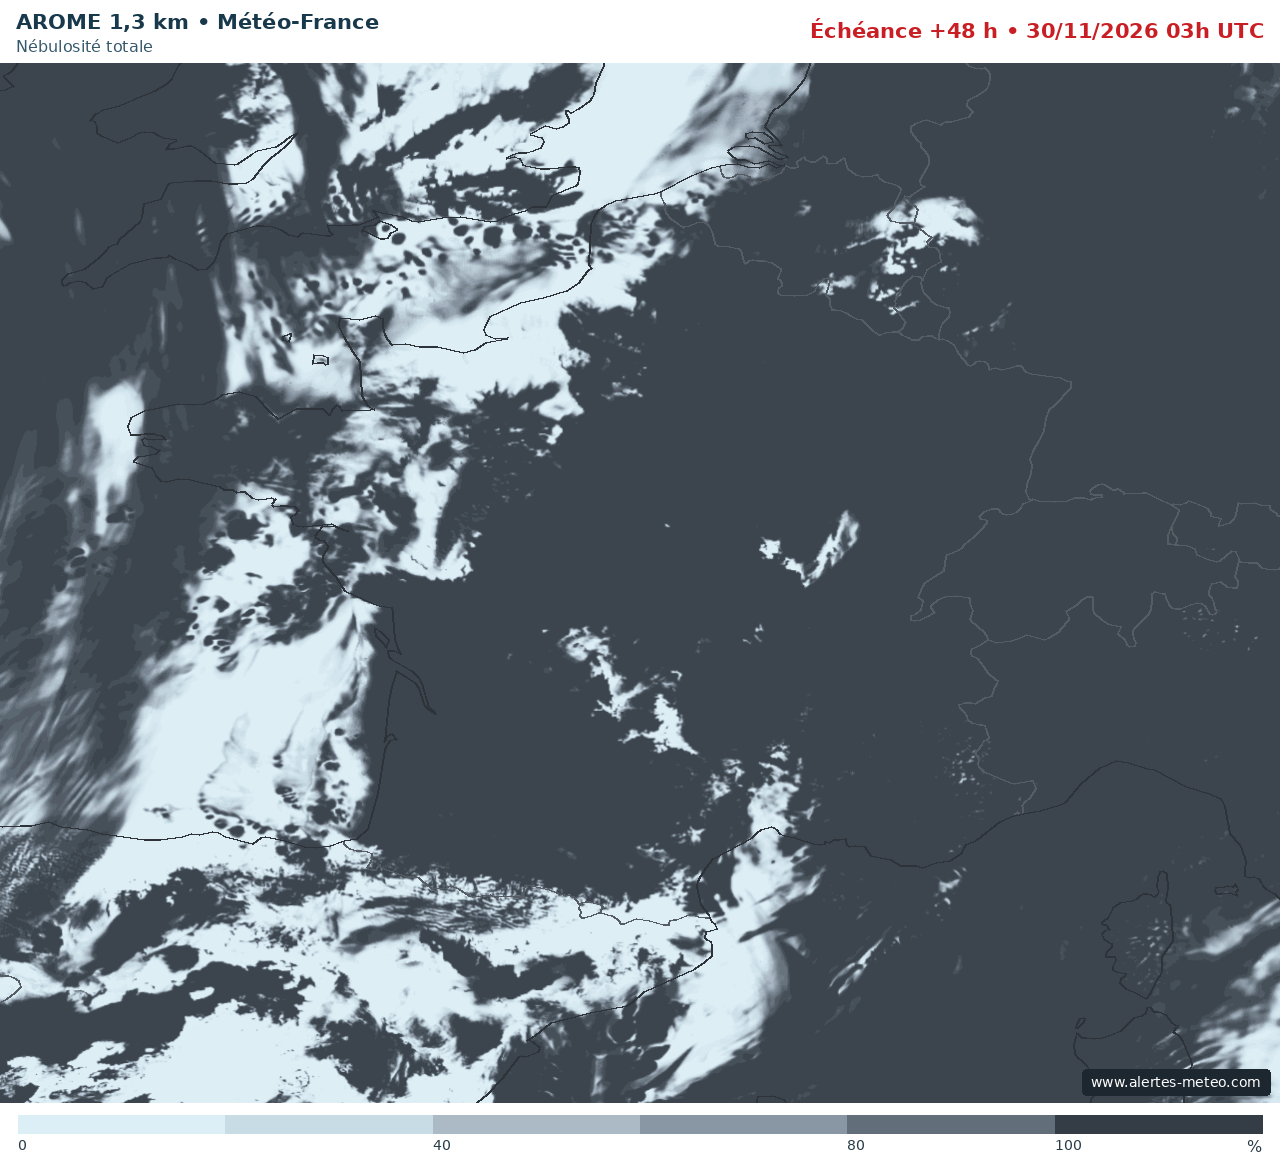 AROME 1,3 km • Météo-France
Nébulosité totale
Échéance +48 h • 30/11/2026 03h UTC
www.alertes-meteo.com
0 40 80 100 %